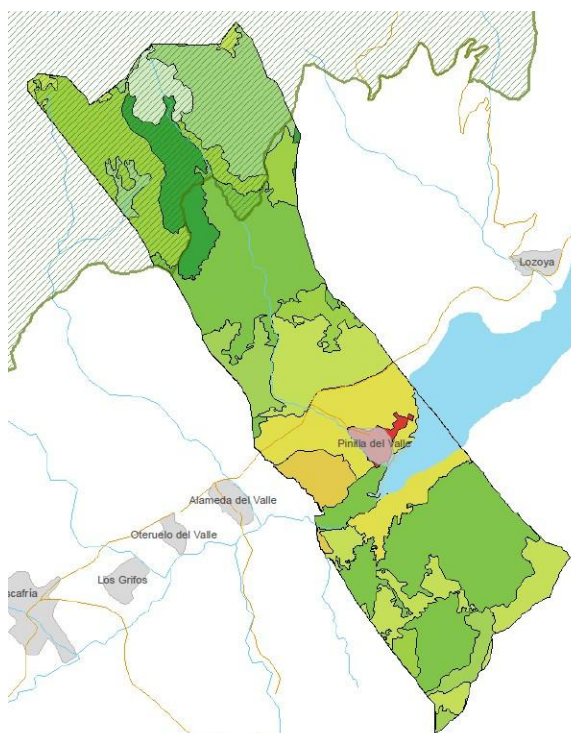 Lozoya
Pinilla del Valle
Alameda del Valle
Oteruelo del Valle
Los Grifos
scafría